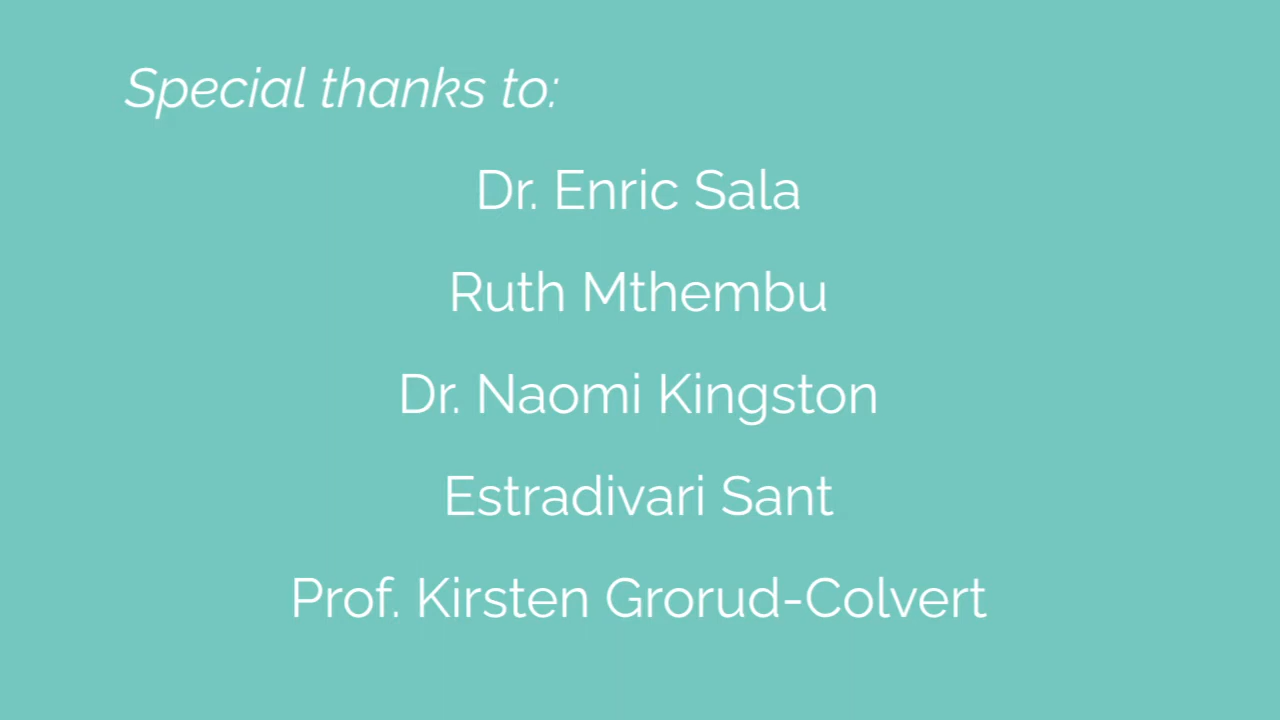 Special thanks to:
Dr. Enric Sala
Ruth Mthembu
Dr. Naomi Kingston
Estradivari Sant
Prof. Kirsten Grorud-Colvert